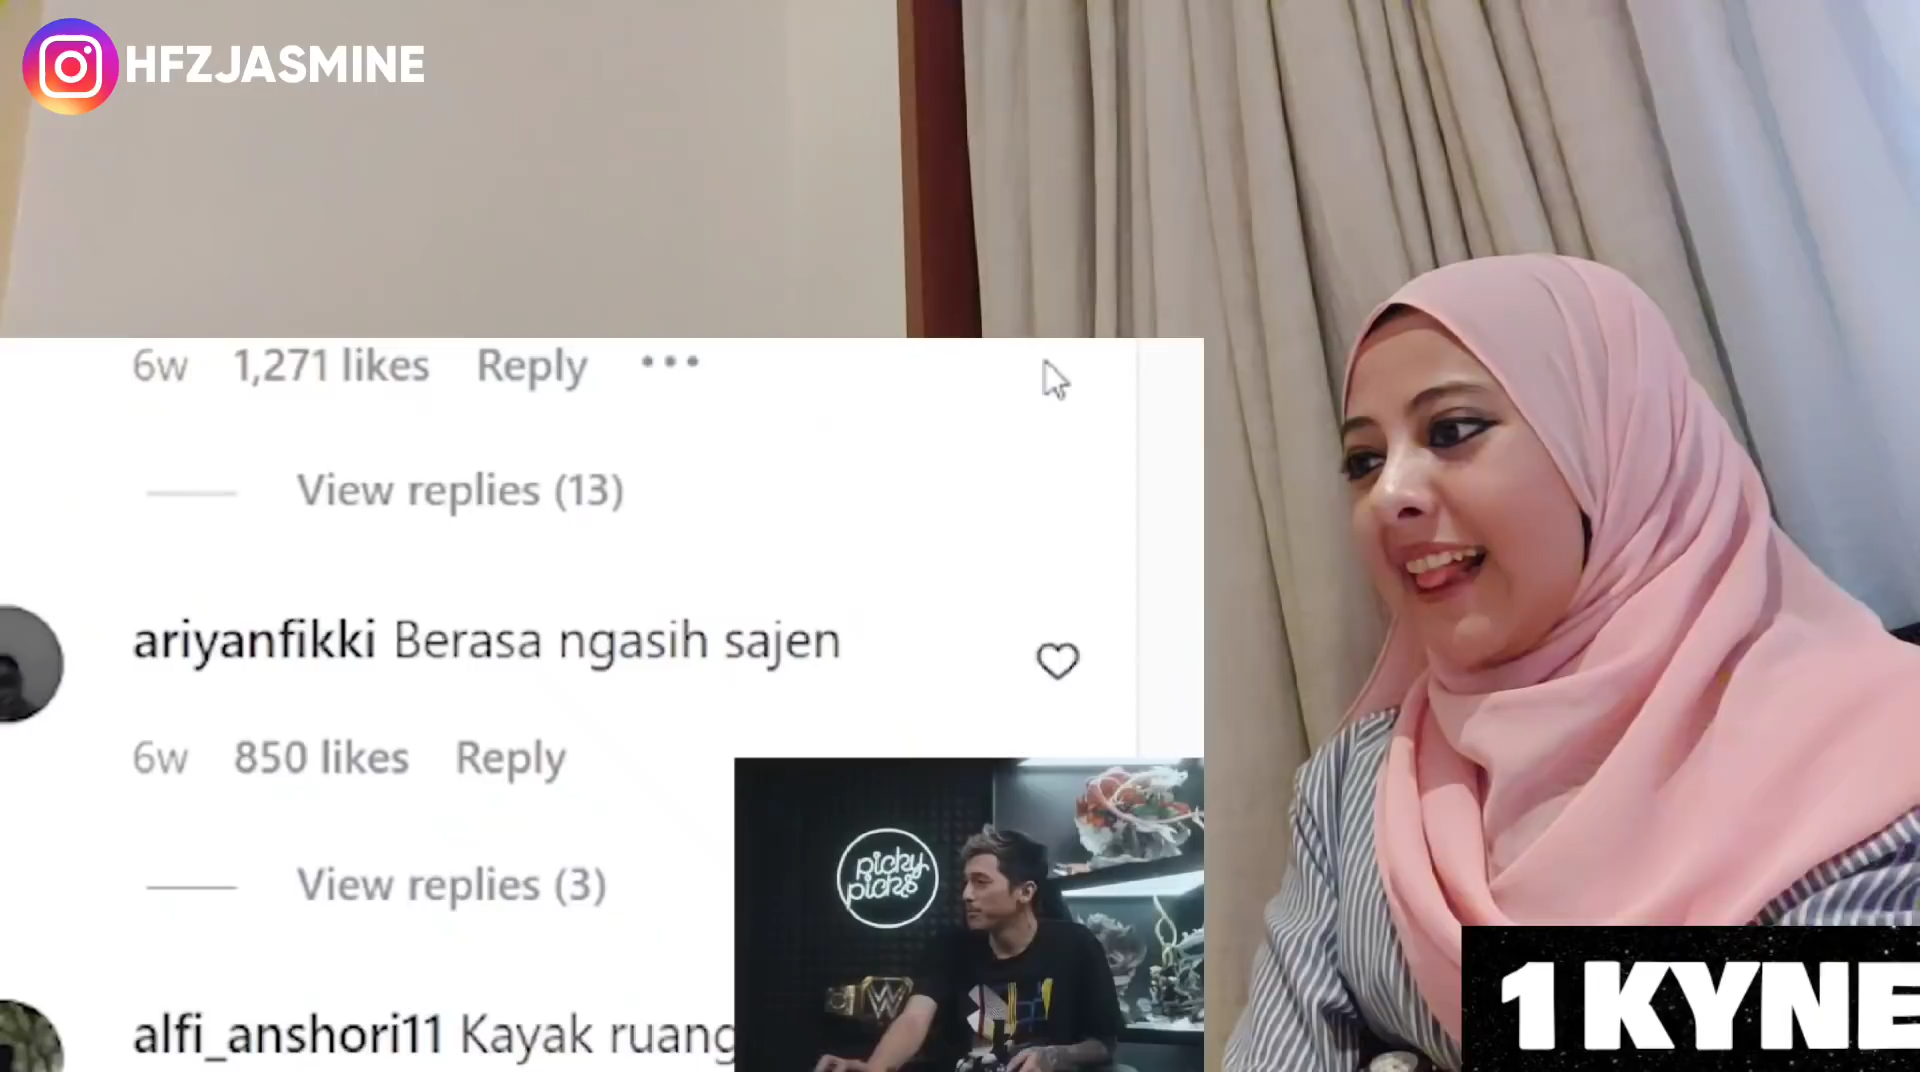 HFZJASMINE
6w 1,271 likes Reply •••
View replies (13)
ariyanfikki Berasa ngasih sajen
6w 850 likes Reply
View replies (3)
alfi_anshori11 Kayak ruang
picky
picks
W
1 KYNE